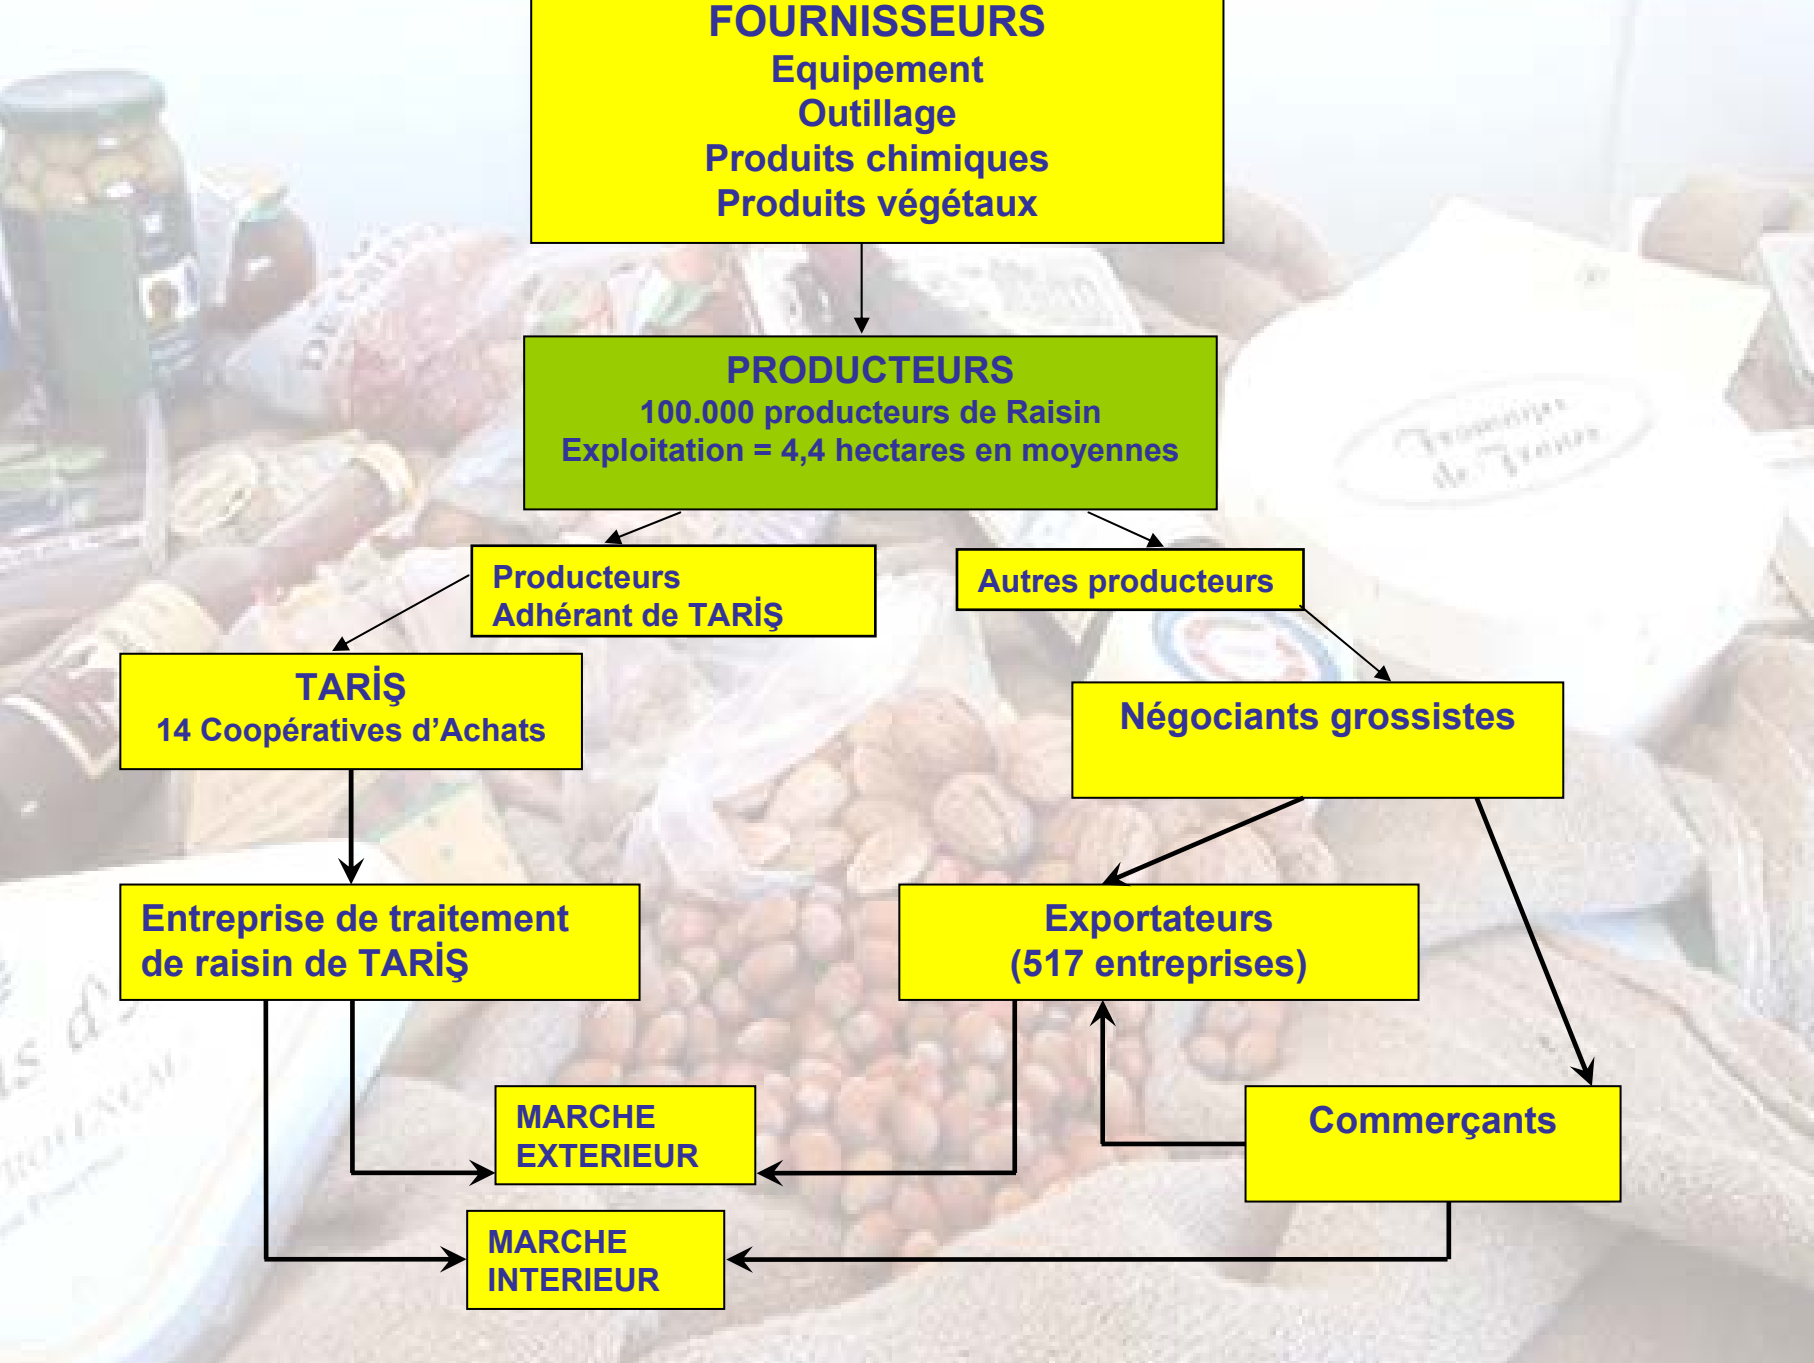 FOURNISSEURS
Equipement
Outillage
Produits chimiques
Produits végétaux
PRODUCTEURS
100.000 producteurs de Raisin
Exploitation = 4,4 hectares en moyennes
Producteurs
Adhérant de TARİŞ
Autres producteurs
TARİŞ
14 Coopératives d’Achats
Négociants grossistes
Entreprise de traitement
de raisin de TARİŞ
Exportateurs
(517 entreprises)
MARCHE
EXTERIEUR
Commerçants
MARCHE
INTERIEUR